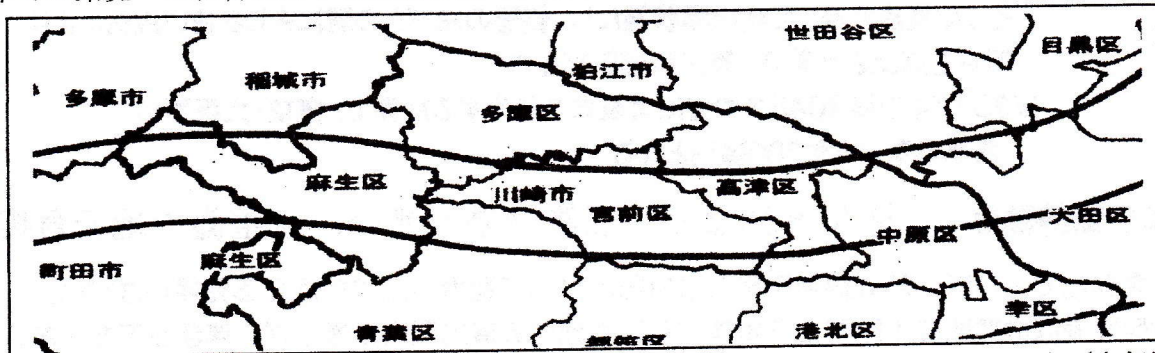 世田谷区
目黒区
狛江市
稲城市
多摩市
多摩区
麻生区
川崎市
高津区
宮前区
大田区
中原区
麻生区
町田市
幸区
青葉区
港北区